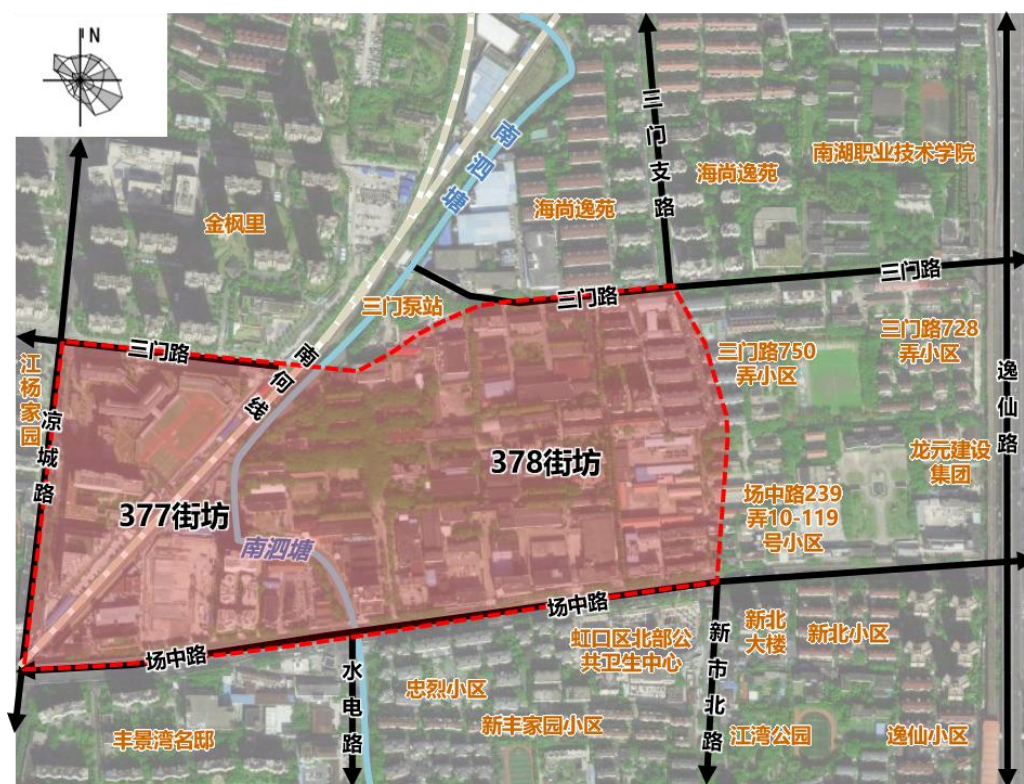 N
南泗塘
三门支路
南湖职业技术学院
海尚逸苑
海尚逸苑
金枫里
三门路
三门路
三门泵站
三门路
南何线
三门路728
弄小区
三门路750
弄小区
江杨家园
凉城路
逸仙路
龙元建设
集团
378街坊
377街坊
场中路239
弄10-119
号小区
南泗塘
场中路
场中路
虹口区北部公
共卫生中心
新北
大楼
新北小区
新市北路
水电路
忠烈小区
新丰家园小区
丰景湾名邸
江湾公园
逸仙小区